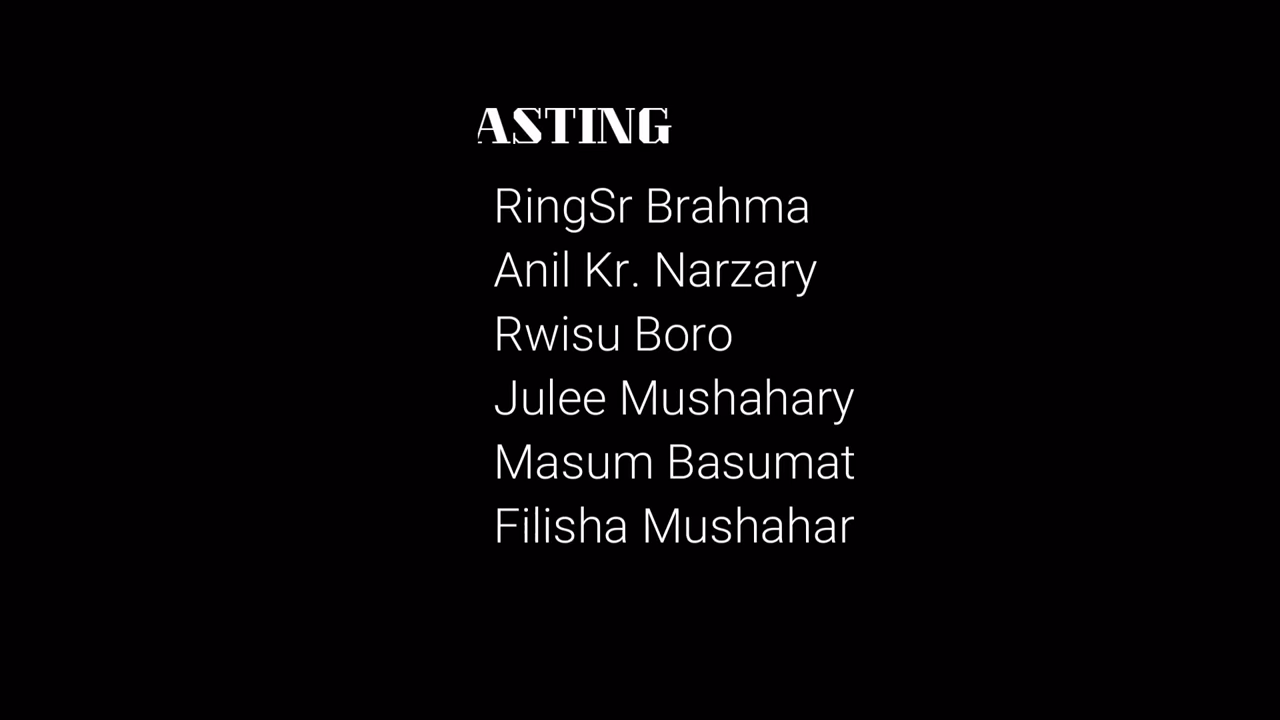 ASTING
RingSr Brahma
Anil Kr. Narzary
Rwisu Boro
Julee Mushahary
Masum Basumat
Filisha Mushahar